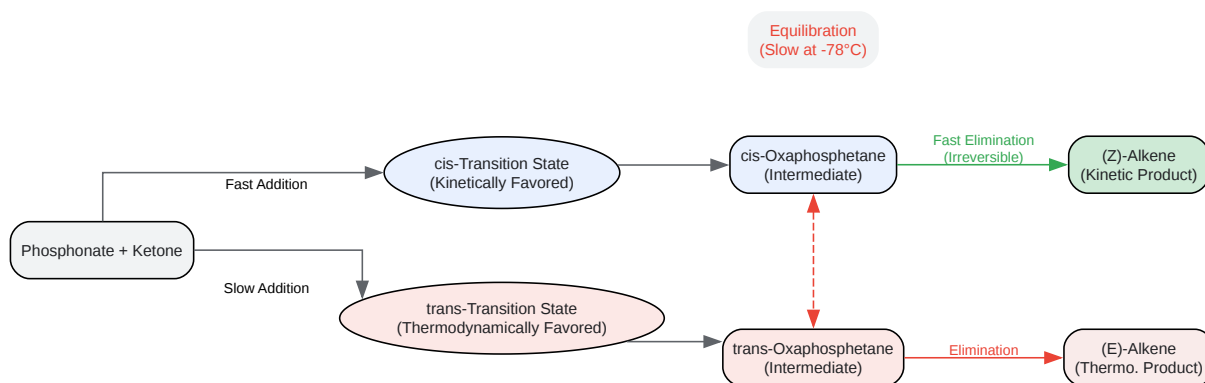 Equilibration
(Slow at -78°C)
Fast Elimination
(Irreversible)
cis-Transition State
(Kinetically Favored)
cis-Oxaphosphetane
(Intermediate)
(Z)-Alkene
(Kinetic Product)
Fast Addition
Phosphonate + Ketone
Slow Addition
trans-Transition State
(Thermodynamically Favored)
trans-Oxaphosphetane
(Intermediate)
Elimination
(E)-Alkene
(Thermo. Product)